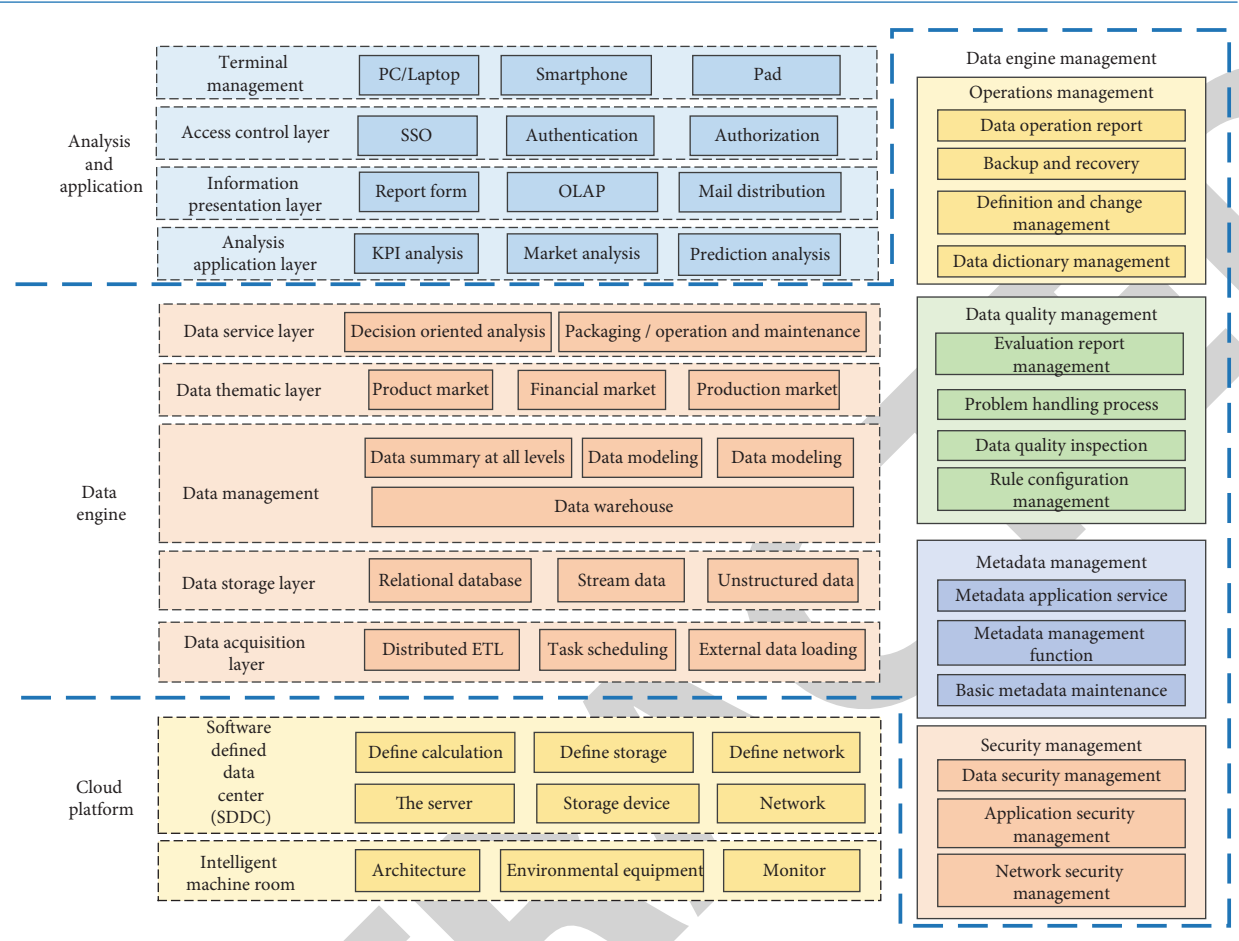 Analysis
and
application
Terminal
management
PC/Laptop
Smartphone
Pad
Access control layer
SSO
Authentication
Authorization
Information
presentation layer
Report form
OLAP
Mail distribution
Analysis
application layer
KPI analysis
Market analysis
Prediction analysis
Data
engine
Data service layer
Decision oriented analysis
Packaging / operation and maintenance
Data thematic layer
Product market
Financial market
Production market
Data management
Data summary at all levels
Data modeling
Data modeling
Data warehouse
Data storage layer
Relational database
Stream data
Unstructured data
Data acquisition
layer
Distributed ETL
Task scheduling
External data loading
Cloud
platform
Software
defined
data
center
(SDDC)
Define calculation
Define storage
Define network
The server
Storage device
Network
Intelligent
machine room
Architecture
Environmental equipment
Monitor
Data engine management
Operations management
Data operation report
Backup and recovery
Definition and change
management
Data dictionary management
Data quality management
Evaluation report
management
Problem handling process
Data quality inspection
Rule configuration
management
Metadata management
Metadata application service
Metadata management
function
Basic metadata maintenance
Security management
Data security management
Application security
management
Network security
management